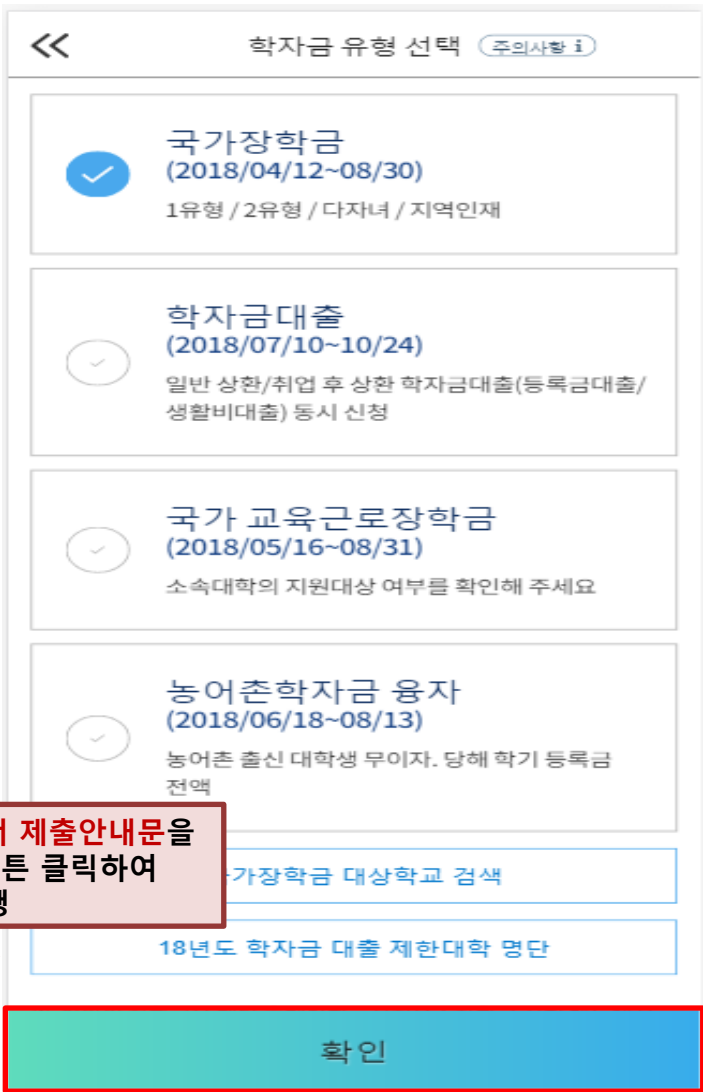 학자금 유형 선택 주의사항 i
국가장학금
(2018/04/12~08/30)
1유형 / 2유형 / 다자녀 / 지역인재
학자금대출
(2018/07/10~10/24)
일반 상환/취업 후 상환 학자금대출(등록금대출/
생활비대출) 동시 신청
국가 교육근로장학금
(2018/05/16~08/31)
소속대학의 지원대상 여부를 확인해 주세요
농어촌학자금 융자
(2018/06/18~08/13)
농어촌 출신 대학생 무이자. 당해 학기 등록금
전액
제출안내문을
튼 클릭하여
가장학금 대상학교 검색
18년도 학자금 대출 제한대학 명단
확인